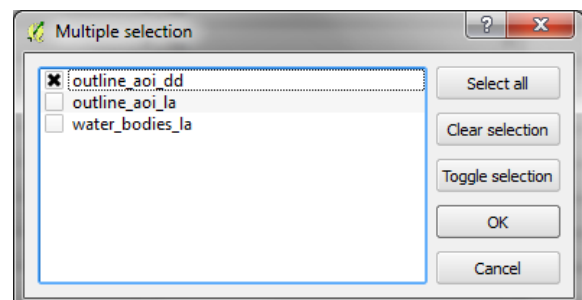 Multiple selection
outline_aoi_dd
outline_aoi_la
water_bodies_la
Select all
Clear selection
Toggle selection
OK
Cancel